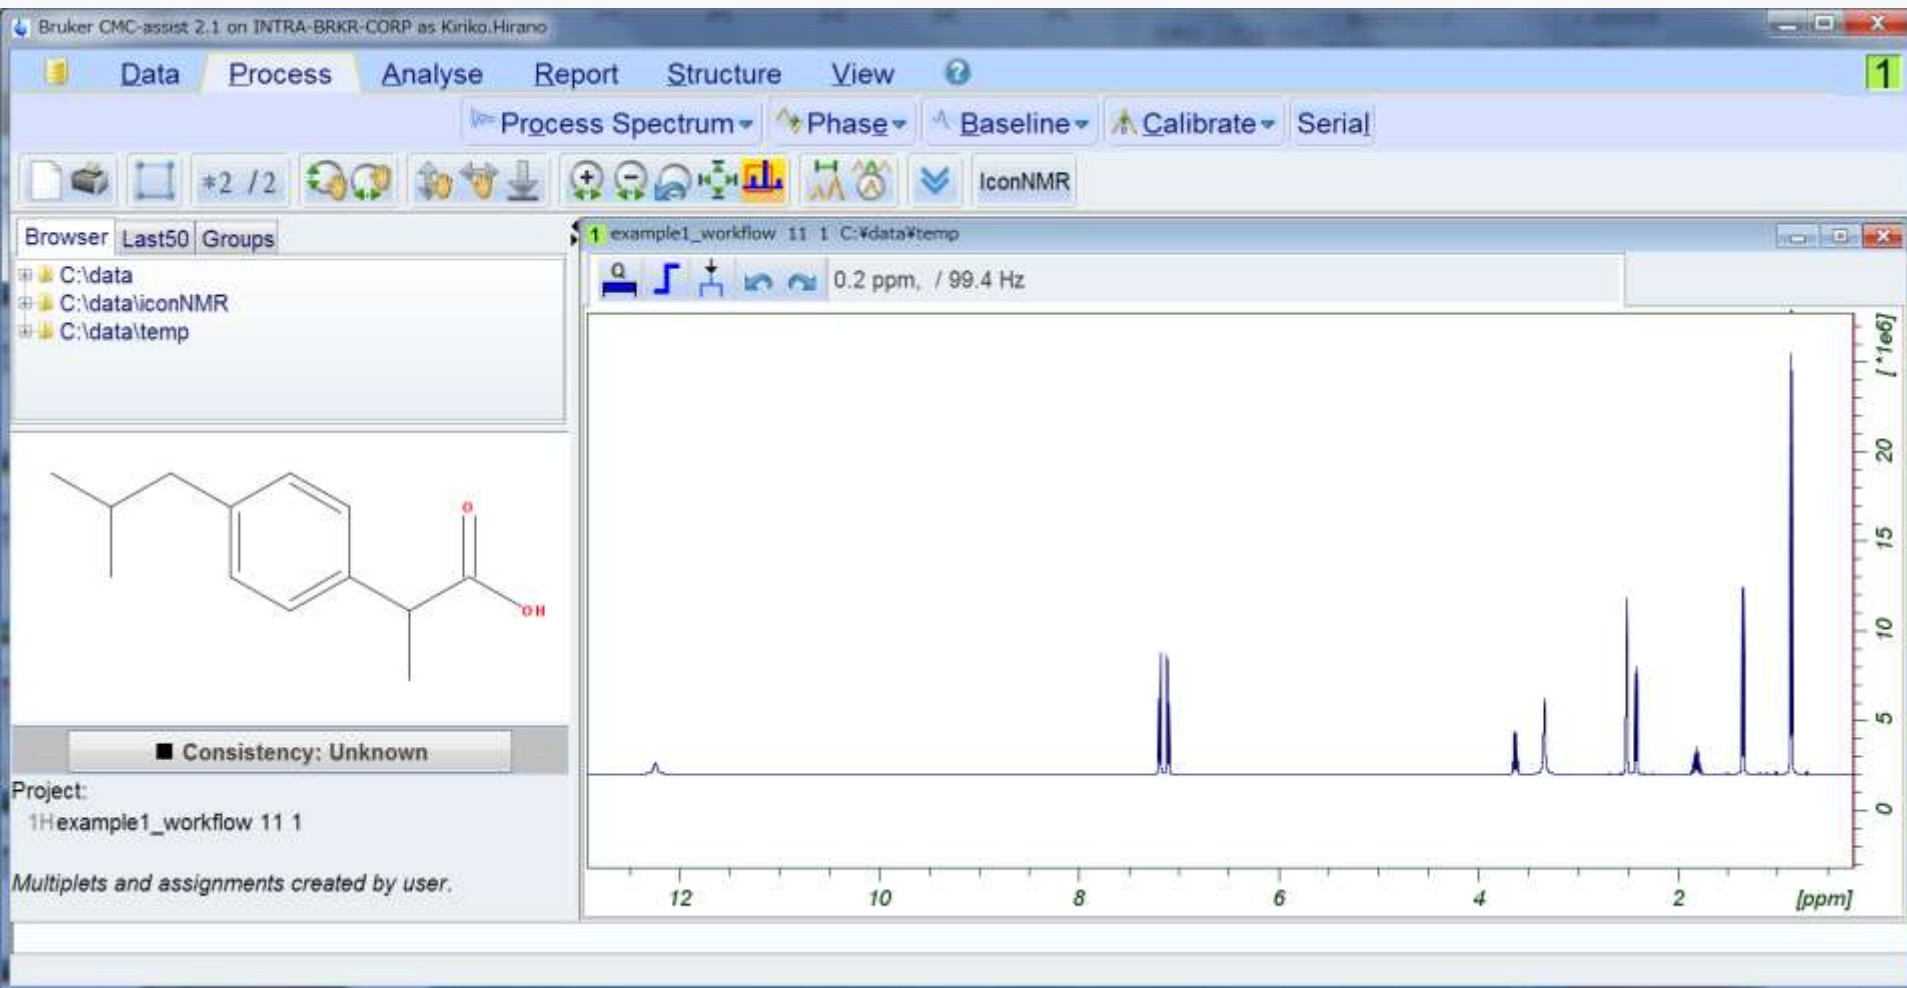 Bruker CMC-assist 2.1 on INTRA-BRKR-CORP as Kiriko.Hirano
Data Process Analyse Report Structure View ?
1
Process Spectrum Phase Baseline Calibrate Serial
*2 /2 IconNMR
Browser Last50 Groups
C:\data
C:\data\iconNMR
C:\data\temp
O
OH
Consistency: Unknown
Project:
1H example1_workflow 11 1
Multiplets and assignments created by user.
1 example1_workflow 11 1 C:¥data¥temp
Q 0.2 ppm, / 99.4 Hz
[ *1e6]
20
15
10
5
0
12 10 8 6 4 2 [ppm]